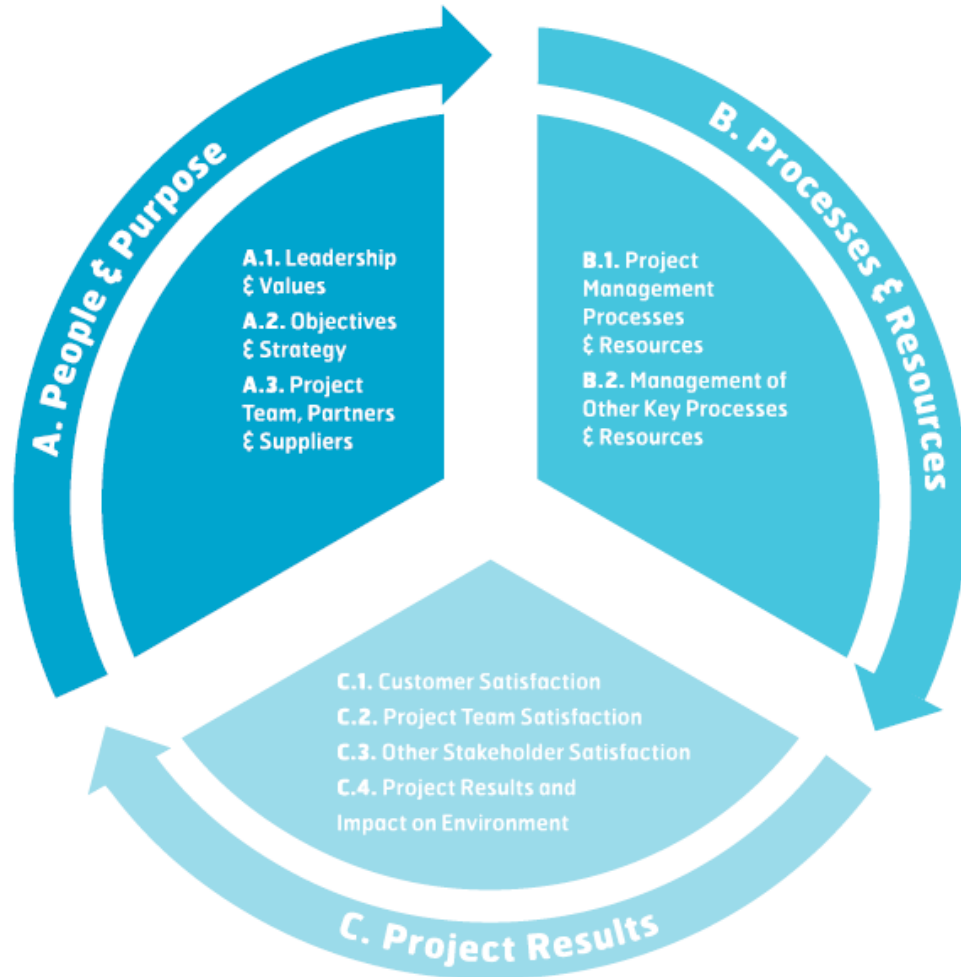 A. People & Purpose
A.1. Leadership
& Values
A.2. Objectives
& Strategy
A.3. Project
Team, Partners
& Suppliers
B. Processes & Resources
B.1. Project
Management
Processes
& Resources
B.2. Management of
Other Key Processes
& Resources
C.1. Customer Satisfaction
C.2. Project Team Satisfaction
C.3. Other Stakeholder Satisfaction
C.4. Project Results and
Impact on Environment
C. Project Results